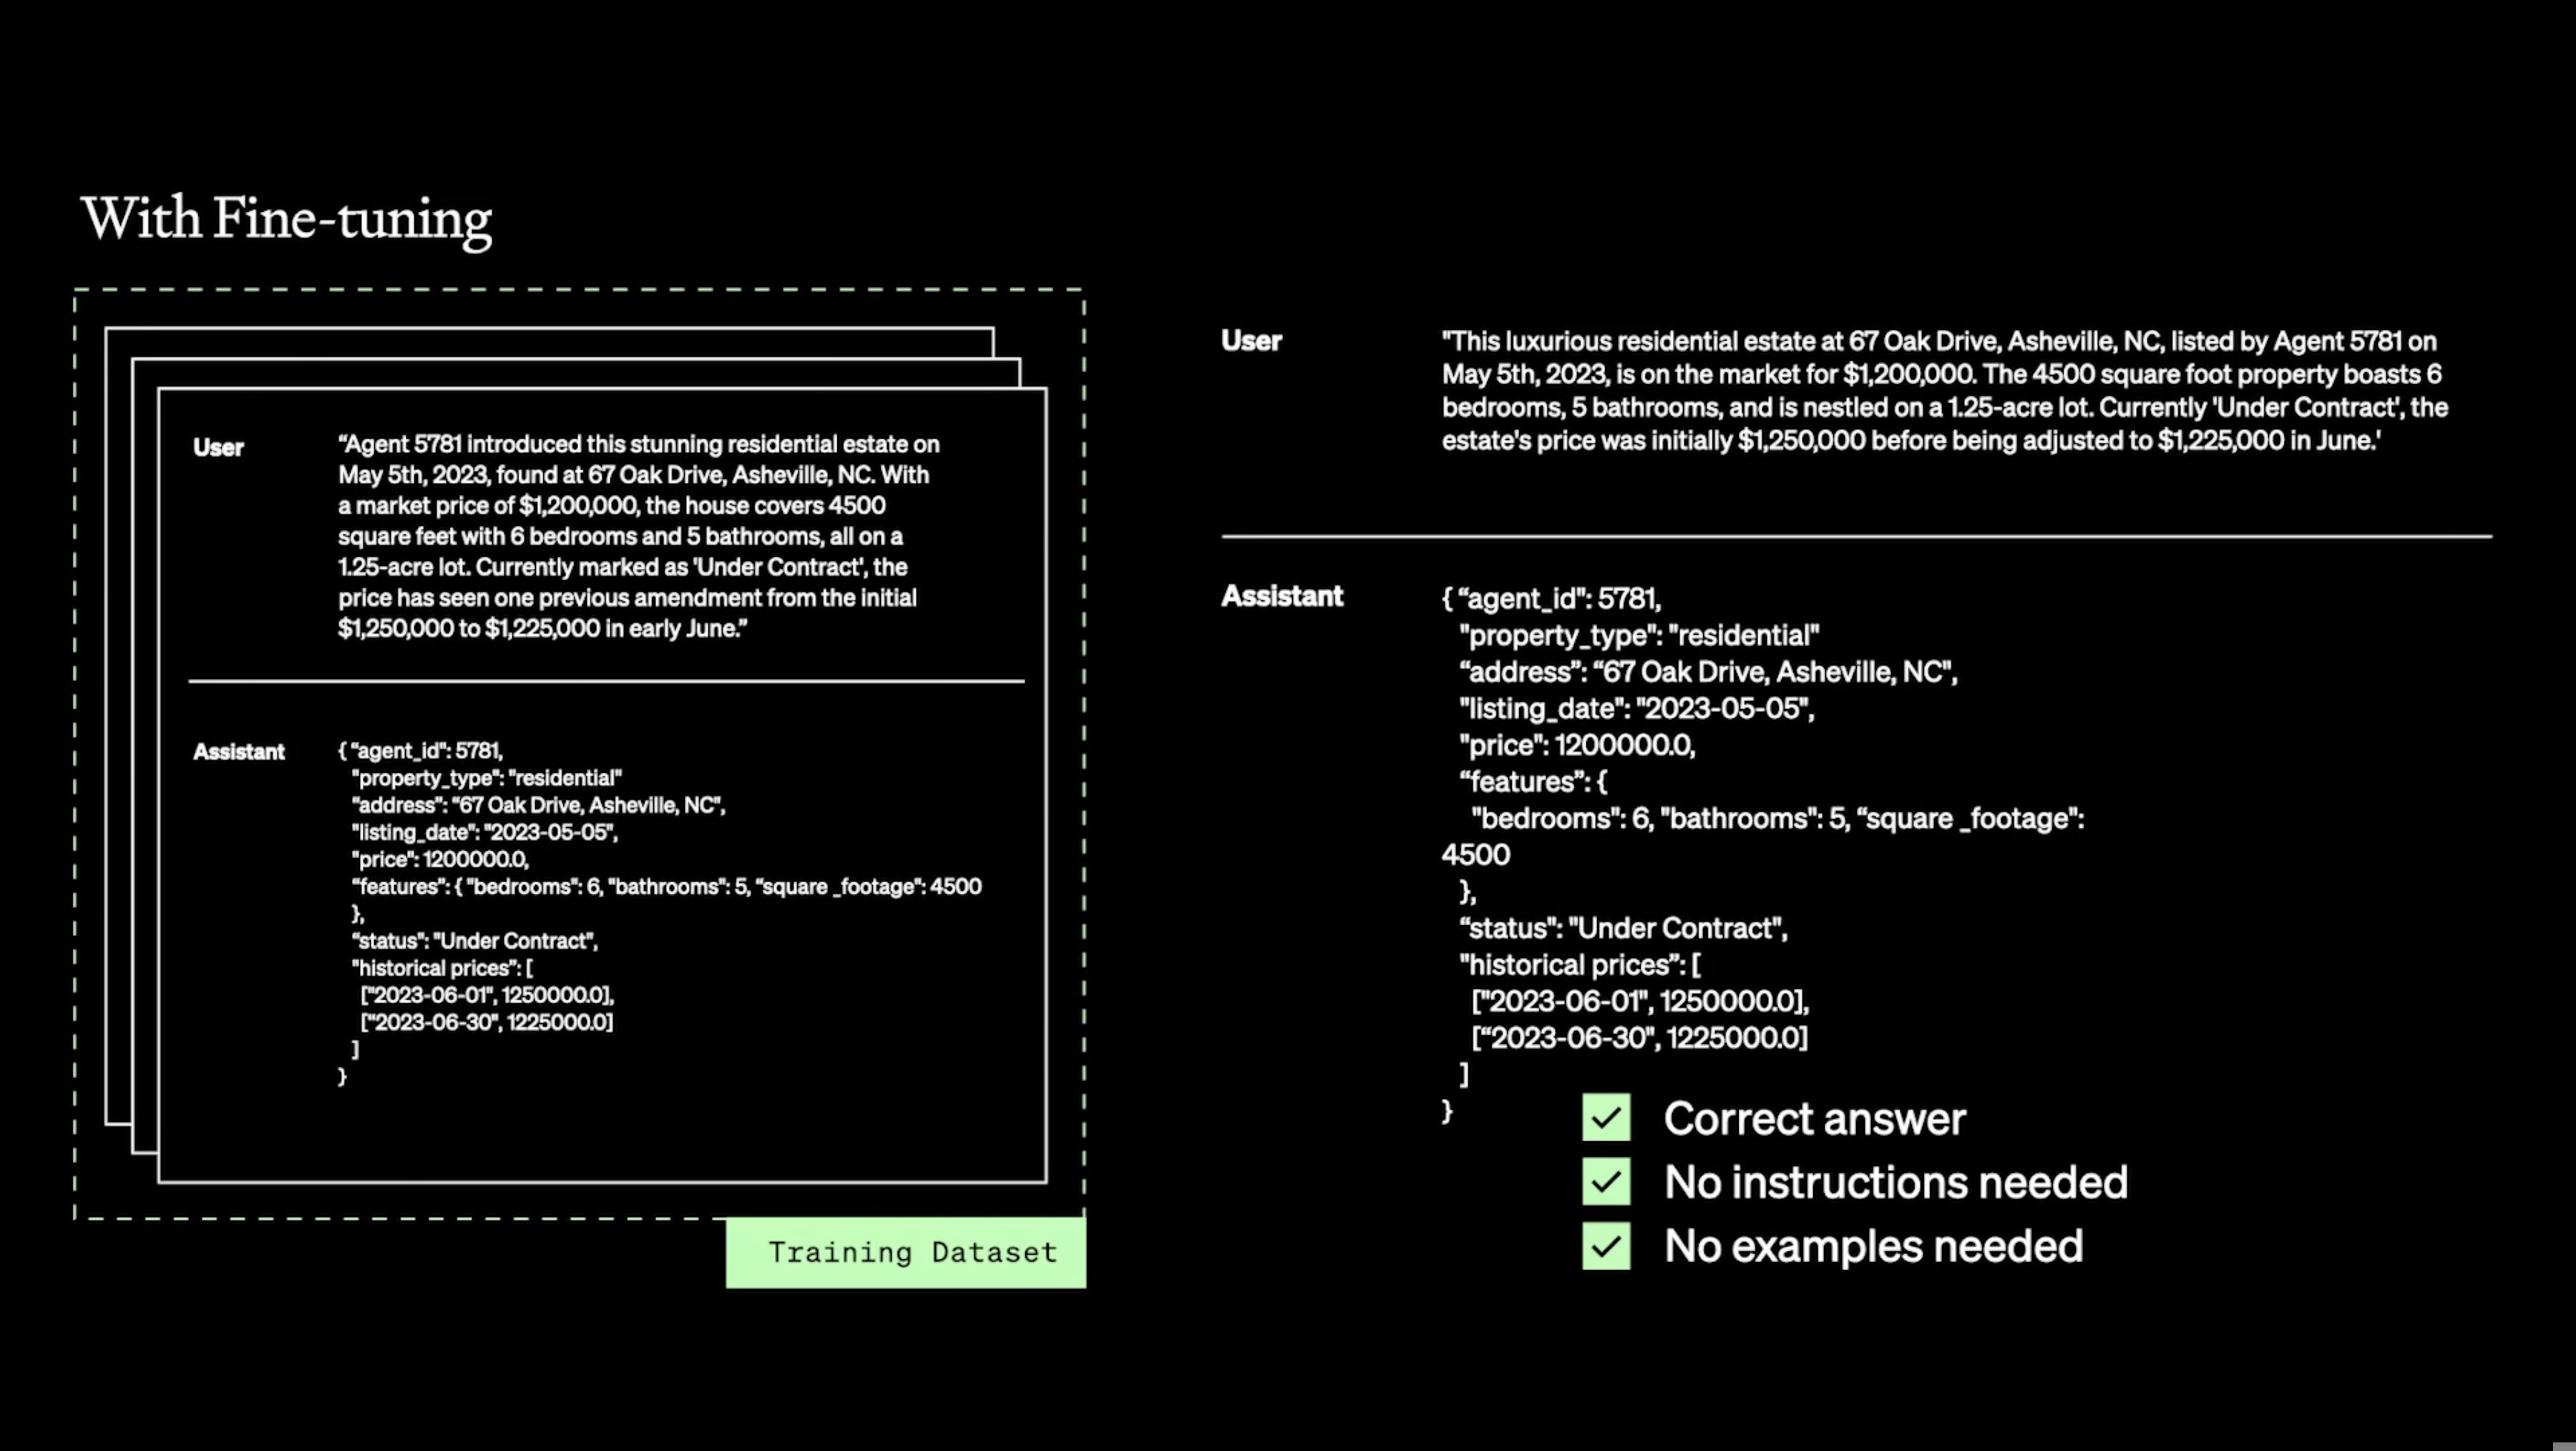 With Fine-tuning
User
“Agent 5781 introduced this stunning residential estate on
May 5th, 2023, found at 67 Oak Drive, Asheville, NC. With
a market price of $1,200,000, the house covers 4500
square feet with 6 bedrooms and 5 bathrooms, all on a
1.25-acre lot. Currently marked as 'Under Contract', the
price has seen one previous amendment from the initial
$1,250,000 to $1,225,000 in early June.”
Assistant
{ “agent_id": 5781,
"property_type": "residential"
“address”: “67 Oak Drive, Asheville, NC",
"listing_date": "2023-05-05",
"price": 1200000.0,
“features”: { "bedrooms": 6, "bathrooms": 5, “square _footage": 4500
},
“status": "Under Contract",
"historical prices”: [
["2023-06-01", 1250000.0],
[“2023-06-30", 1225000.0]
]
}
Training Dataset
User
"This luxurious residential estate at 67 Oak Drive, Asheville, NC, listed by Agent 5781 on
May 5th, 2023, is on the market for $1,200,000. The 4500 square foot property boasts 6
bedrooms, 5 bathrooms, and is nestled on a 1.25-acre lot. Currently 'Under Contract', the
estate's price was initially $1,250,000 before being adjusted to $1,225,000 in June.'
Assistant
{ “agent_id": 5781,
"property_type": "residential"
“address”: “67 Oak Drive, Asheville, NC",
"listing_date": "2023-05-05",
"price": 1200000.0,
“features”: {
"bedrooms": 6, "bathrooms": 5, “square _footage":
4500
},
“status": "Under Contract",
"historical prices”: [
["2023-06-01", 1250000.0],
[“2023-06-30", 1225000.0]
]
}
Correct answer
No instructions needed
No examples needed